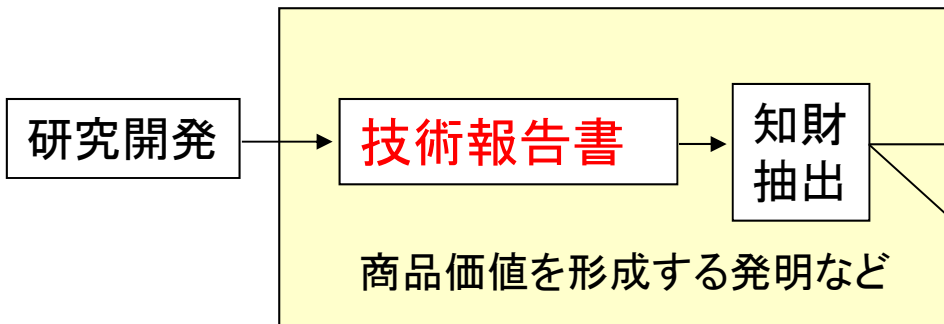 研究開発
技術報告書
知財
抽出
商品価値を形成する発明など